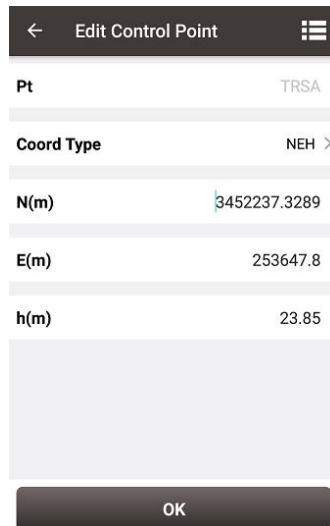 Edit Control Point
Pt TRSA
Coord Type NEH
N(m) 3452237.3289
E(m) 253647.8
h(m) 23.85
OK